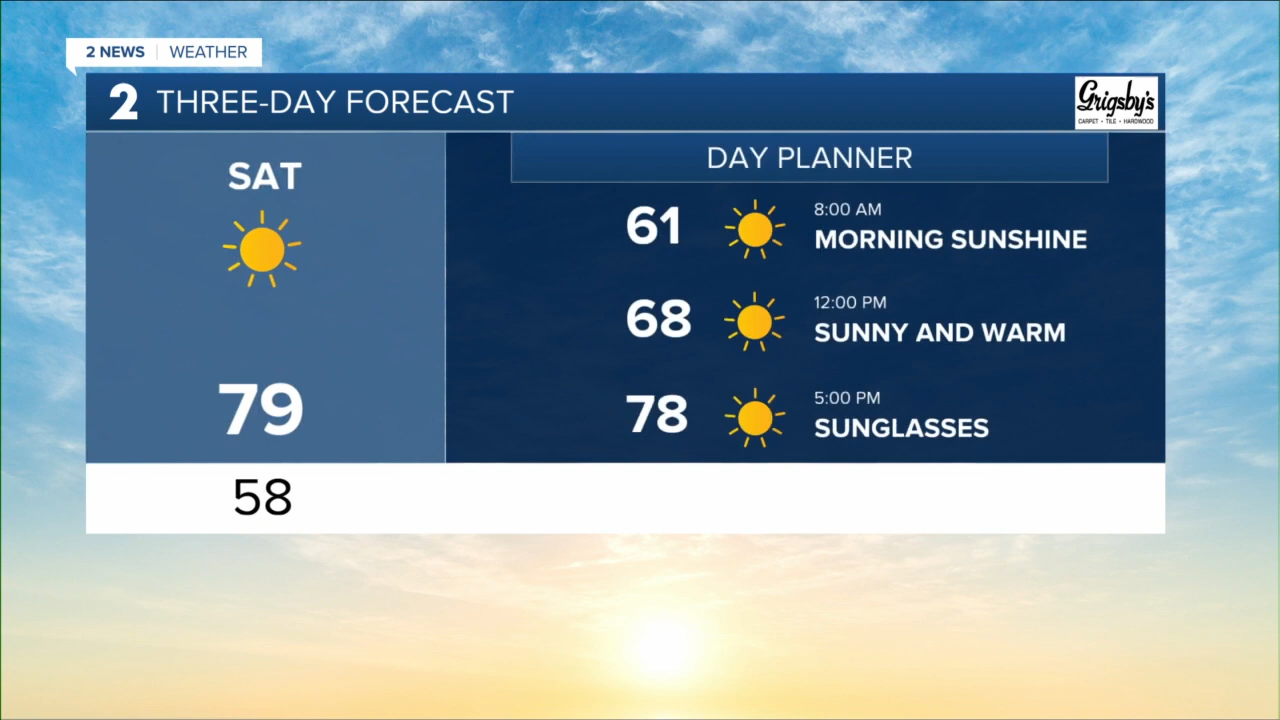 2 NEWS | WEATHER
2 THREE-DAY FORECAST
Grigsby's
CARPET • TILE • HARDWOOD
SAT
79
58
DAY PLANNER
61 8:00 AM
MORNING SUNSHINE
68 12:00 PM
SUNNY AND WARM
78 5:00 PM
SUNGLASSES